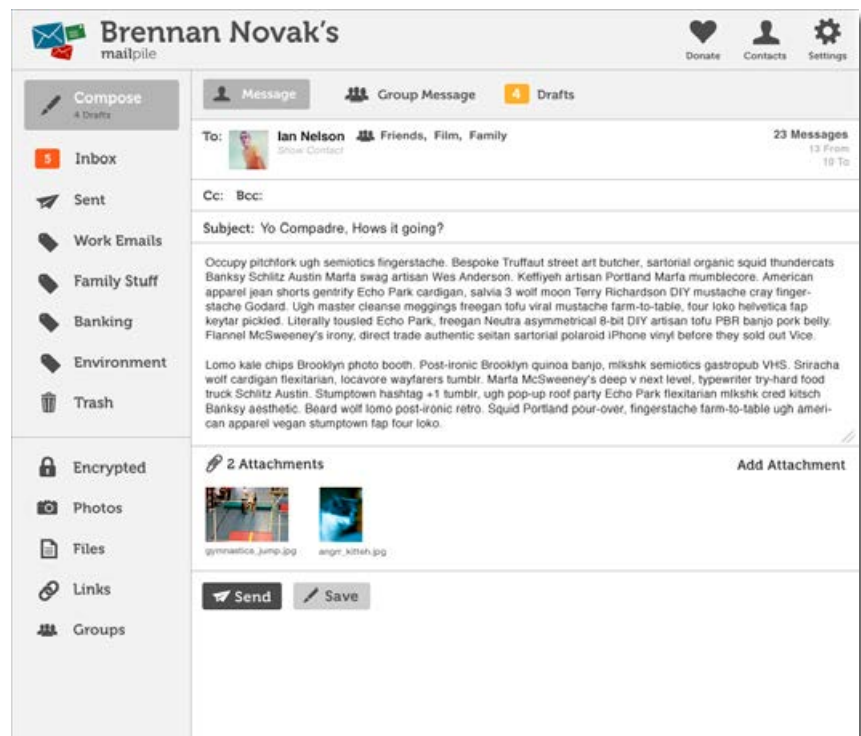 Brennan Novak's
mailpile
Donate
Contacts
Settings
Compose
4 Drafts
Inbox
5
Sent
Work Emails
Family Stuff
Banking
Environment
Trash
Encrypted
Photos
Files
Links
Groups
Message
Group Message
4 Drafts
To: Ian Nelson Friends, Film, Family
Show Contact
23 Messages
13 From
10 To
Cc: Bcc:
Subject: Yo Compadre, Hows it going?
Occupy pitchfork ugh semiotics fingerstache. Bespoke Truffaut street art butcher, sartorial organic squid thundercats
Banksy Schlitz Austin Marfa swag artisan Wes Anderson. Keffiyeh artisan Portland Marfa mumblecore. American
apparel jean shorts gentrify Echo Park cardigan, salvia 3 wolf moon Terry Richardson DIY mustache cray finger-
stache Godard. Ugh master cleanse meggings freegan tofu viral mustache farm-to-table, four loko helvetica fap
keytar pickled. Literally tousled Echo Park, freegan Neutra asymmetrical 8-bit DIY artisan tofu PBR banjo pork belly.
Flannel McSweeney's irony, direct trade authentic seitan sartorial polaroid iPhone vinyl before they sold out Vice.
Lomo kale chips Brooklyn photo booth. Post-ironic Brooklyn quinoa banjo, mlkshk semiotics gastropub VHS. Sriracha
wolf cardigan flexitarian, locavore wayfarers tumblr. Marfa McSweeney's deep v next level, typewriter try-hard food
truck Schlitz Austin. Stumptown hashtag +1 tumblr, ugh pop-up roof party Echo Park flexitarian mlkshk cred kitsch
Banksy aesthetic. Beard wolf lomo post-ironic retro. Squid Portland pour-over, fingerstache farm-to-table ugh ameri-
can apparel vegan stumptown fap four loko.
2 Attachments
Add Attachment
gymnastics_jump.jpg
angrr_kitteh.jpg
Send
Save